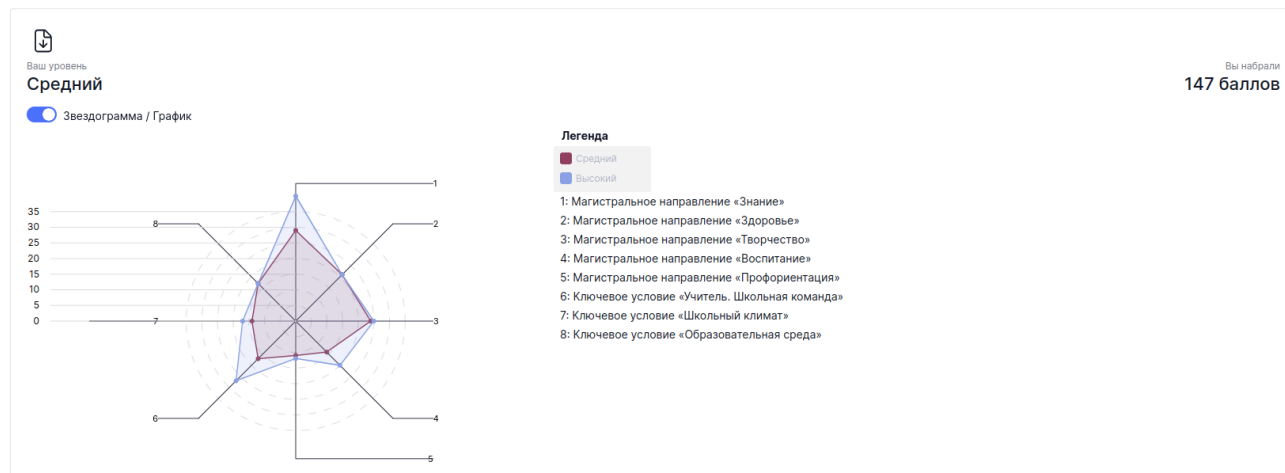 Ваш уровень
Средний
Вы набрали
147 баллов
Звездограмма / График
Легенда
Средний
Высокий
1: Магистральное направление «Знание»
2: Магистральное направление «Здоровье»
3: Магистральное направление «Творчество»
4: Магистральное направление «Воспитание»
5: Магистральное направление «Профориентация»
6: Ключевое условие «Учитель. Школьная команда»
7: Ключевое условие «Школьный климат»
8: Ключевое условие «Образовательная среда»
35
30
25
20
15
10
5
0
1
2
3
4
5
6
7
8